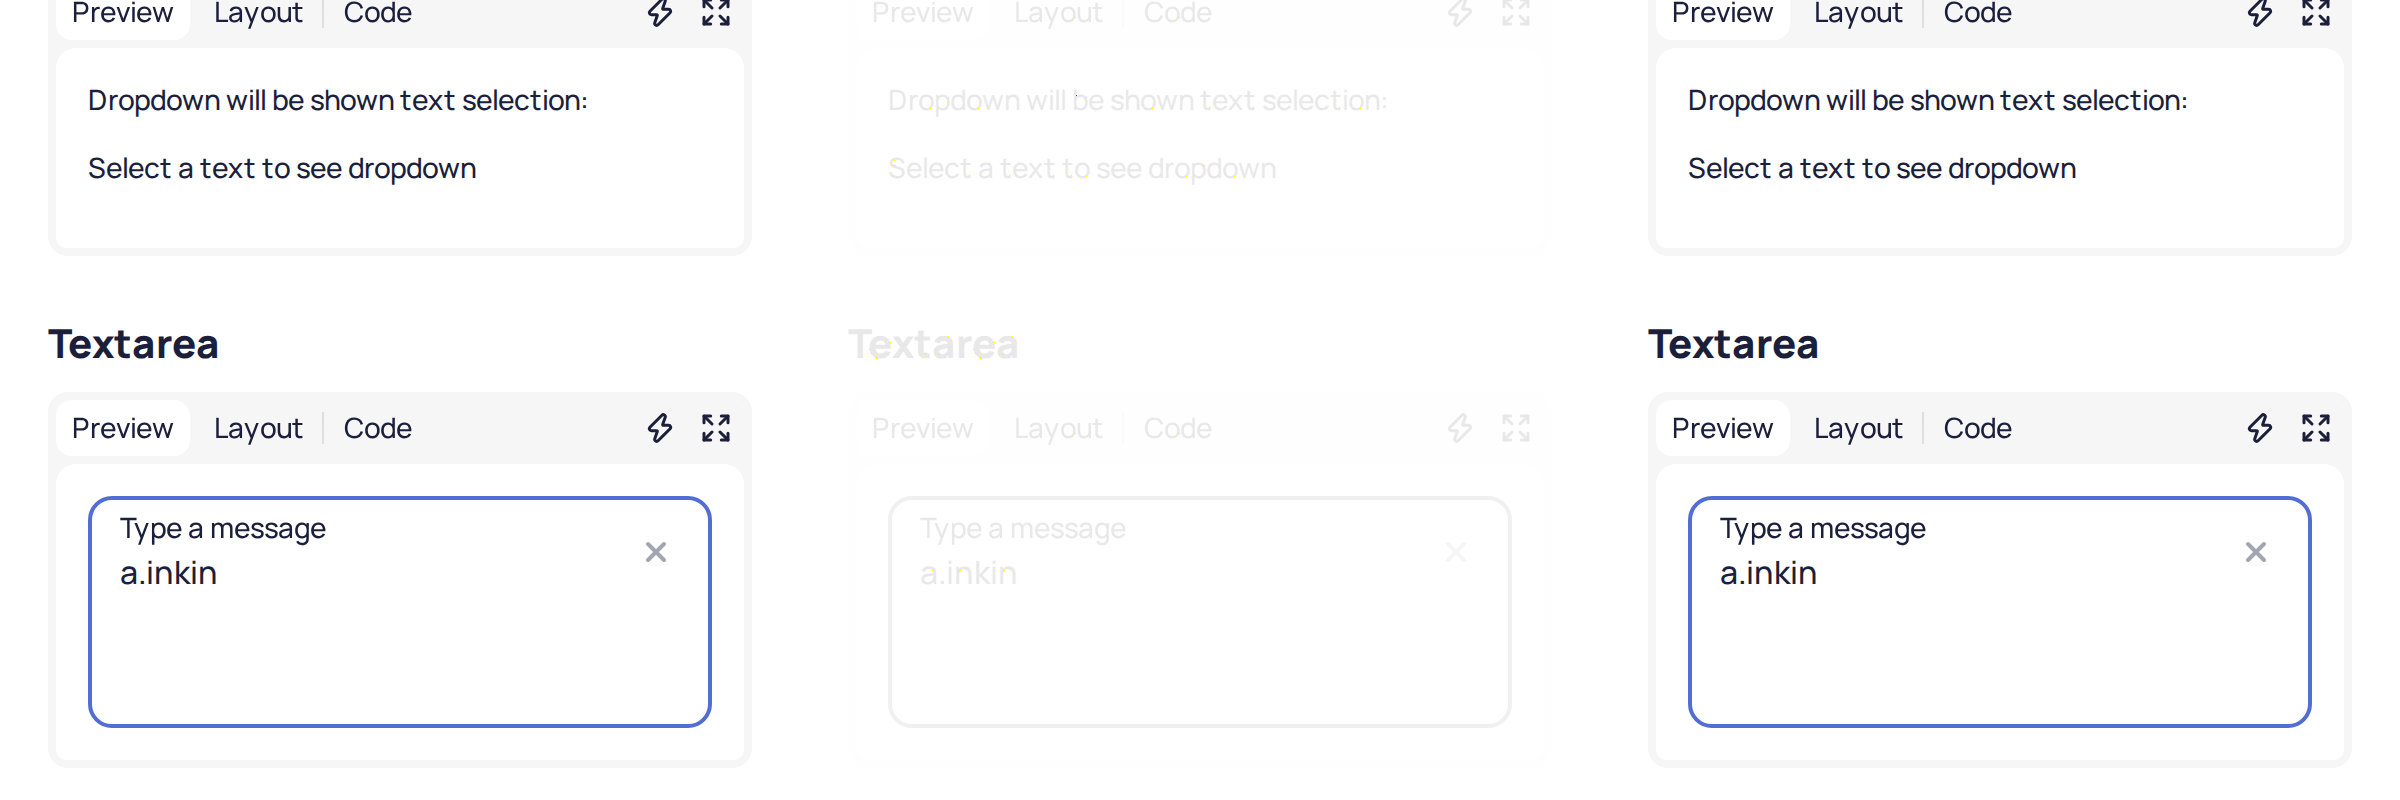 Preview Layout Code
Dropdown will be shown text selection:
Select a text to see dropdown
Textarea
Preview Layout Code
Type a message
a.inkin
Preview Layout Code
Dropdown will be shown text selection:
Select a text to see dropdown
Textarea
Preview Layout Code
Type a message
a.inkin
Preview Layout Code
Dropdown will be shown text selection:
Select a text to see dropdown
Textarea
Preview Layout Code
Type a message
a.inkin